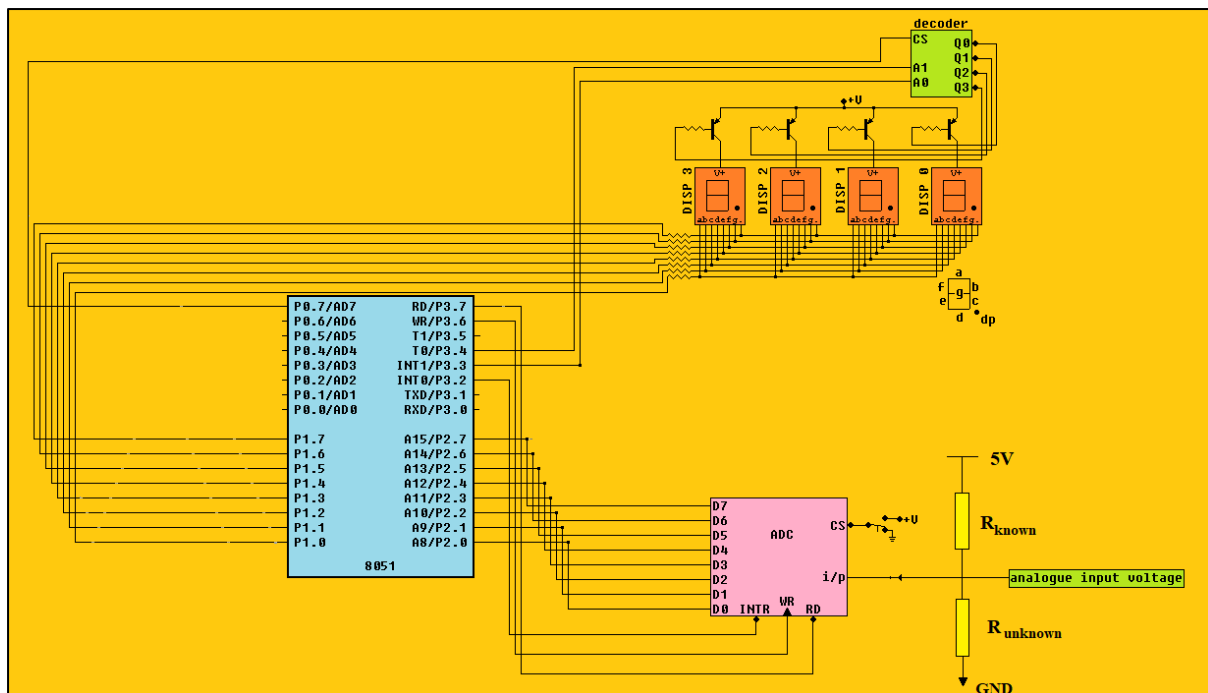 decoder
CS Q0
Q1
A1 Q2
A0 Q3
+V
DISP 3 V+ DISP 2 V+ DISP 1 V+ DISP 0 V+
abcdefg. abcdefg. abcdefg. abcdefg.
a
f g b
e c
d dp
P0.7/AD7 RD/P3.7
P0.6/AD6 WR/P3.6
P0.5/AD5 T1/P3.5
P0.4/AD4 T0/P3.4
P0.3/AD3 INT1/P3.3
P0.2/AD2 INT0/P3.2
P0.1/AD1 TXD/P3.1
P0.0/AD0 RXD/P3.0
P1.7 A15/P2.7
P1.6 A14/P2.6
P1.5 A13/P2.5
P1.4 A12/P2.4
P1.3 A11/P2.3
P1.2 A10/P2.2
P1.1 A9/P2.1
P1.0 A8/P2.0
8051
5V
D7
D6 CS +V
D5 ADC
D4
D3
D2 i/p
D1
D0 INTR WR RD
Rknown
analogue input voltage
Runknown
GND